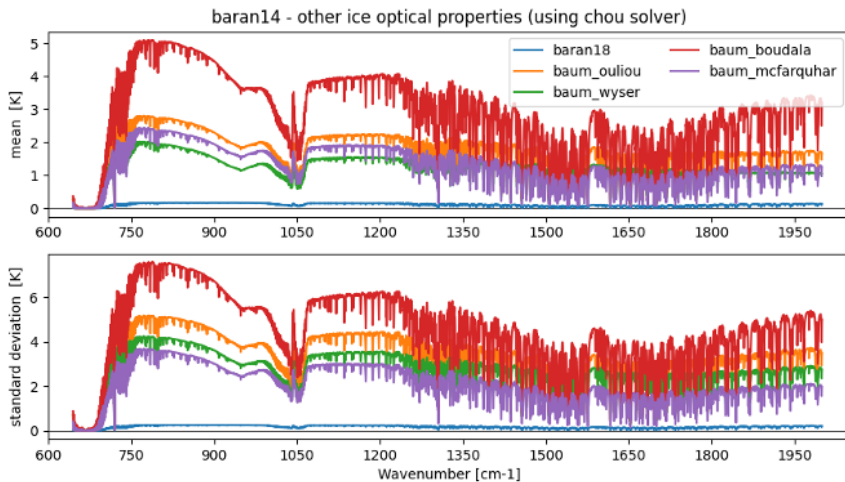 baran14 - other ice optical properties (using chou solver)
mean [K]
5
4
3
2
1
0
baran18
baum_ouliou
baum_wyser
baum_boudala
baum_mcfarquhar
600 750 900 1050 1200 1350 1500 1650 1800 1950
standard deviation [K]
6
4
2
0
600 750 900 1050 1200 1350 1500 1650 1800 1950
Wavenumber [cm-1]